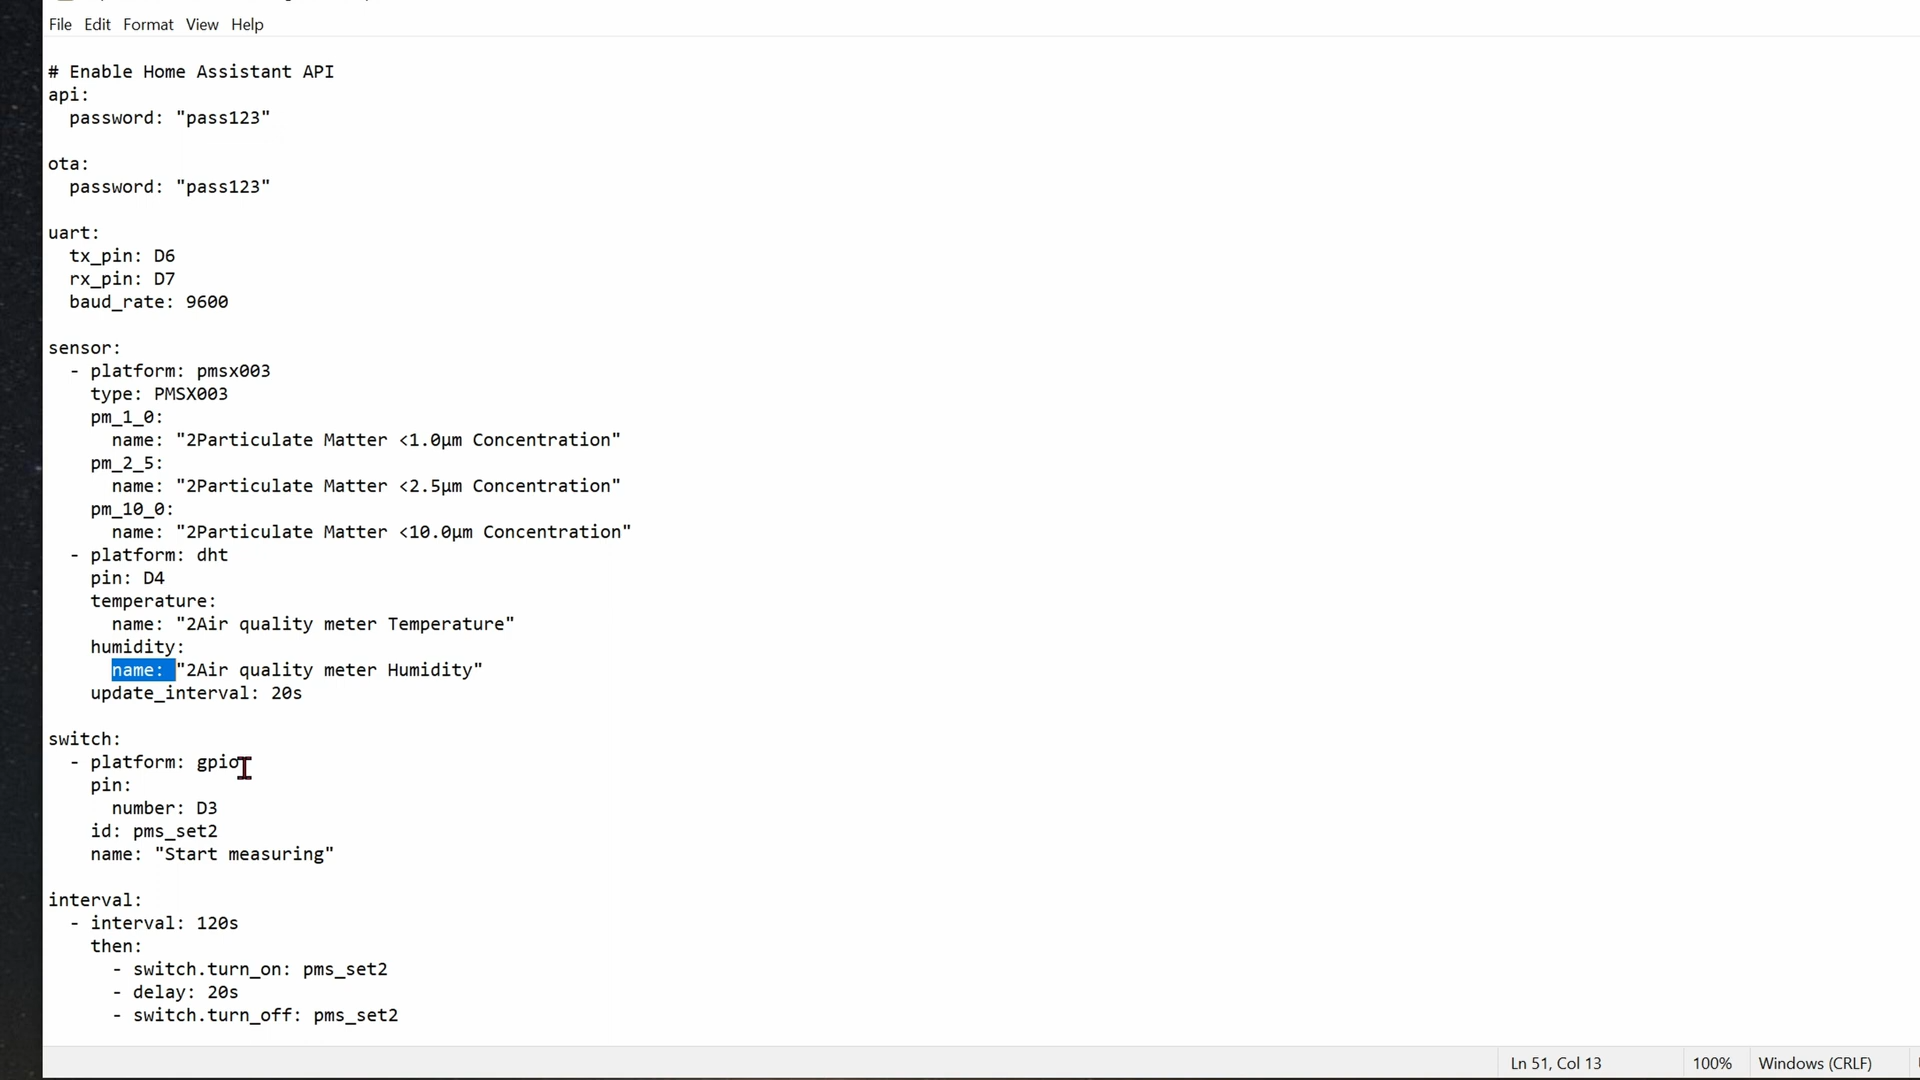 File Edit Format View Help
# Enable Home Assistant API
api:
  password: "pass123"
ota:
  password: "pass123"
uart:
  tx_pin: D6
  rx_pin: D7
  baud_rate: 9600
sensor:
  - platform: pmsx003
    type: PMSX003
    pm_1_0:
      name: "2Particulate Matter <1.0µm Concentration"
    pm_2_5:
      name: "2Particulate Matter <2.5µm Concentration"
    pm_10_0:
      name: "2Particulate Matter <10.0µm Concentration"
  - platform: dht
    pin: D4
    temperature:
      name: "2Air quality meter Temperature"
    humidity:
      name: "2Air quality meter Humidity"
    update_interval: 20s
switch:
  - platform: gpio
    pin:
      number: D3
    id: pms_set2
    name: "Start measuring"
interval:
  - interval: 120s
    then:
      - switch.turn_on: pms_set2
      - delay: 20s
      - switch.turn_off: pms_set2
Ln 51, Col 13 100% Windows (CRLF)